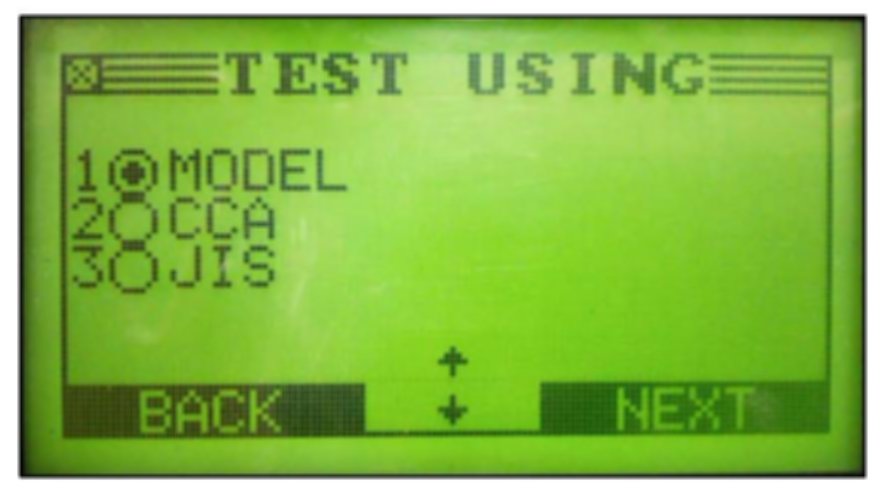 TEST USING
1 MODEL
2 CCA
3 JIS
BACK NEXT